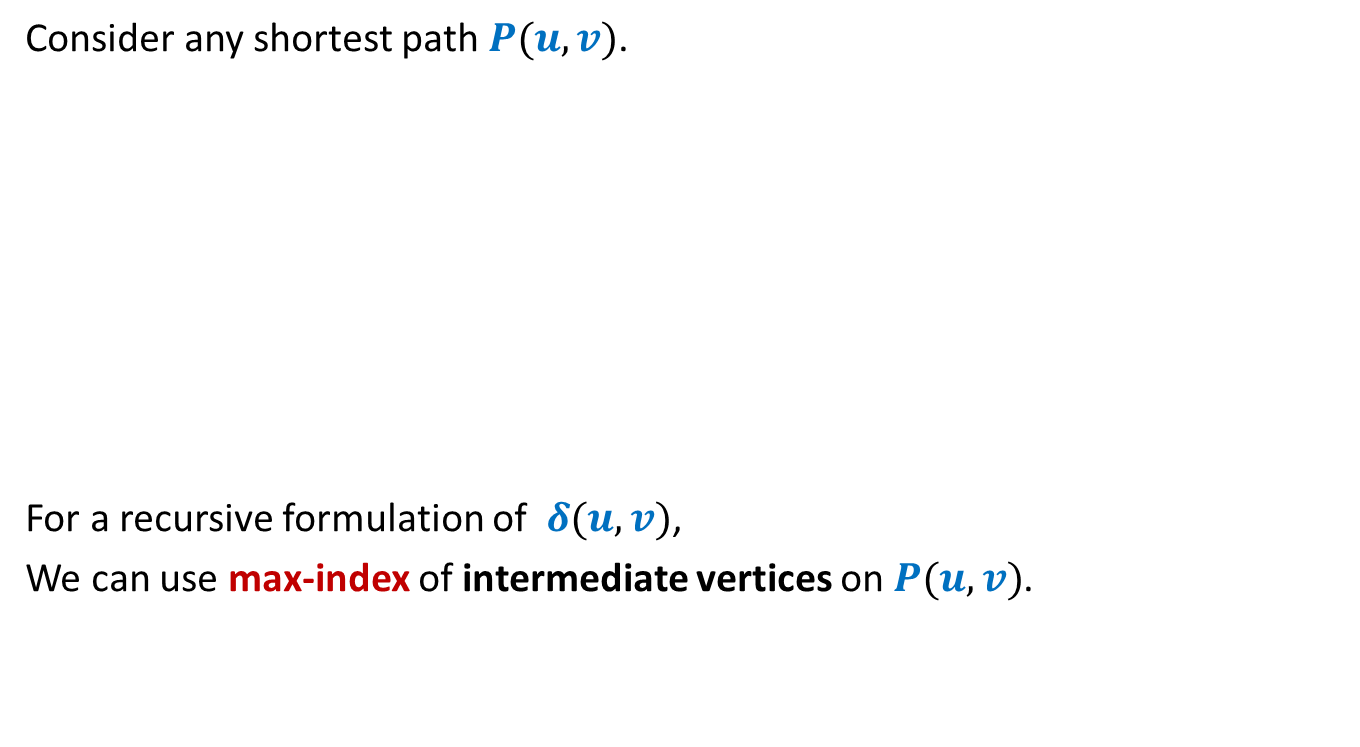 Consider any shortest path P(u, v).
For a recursive formulation of δ(u, v),
We can use max-index of intermediate vertices on P(u, v).